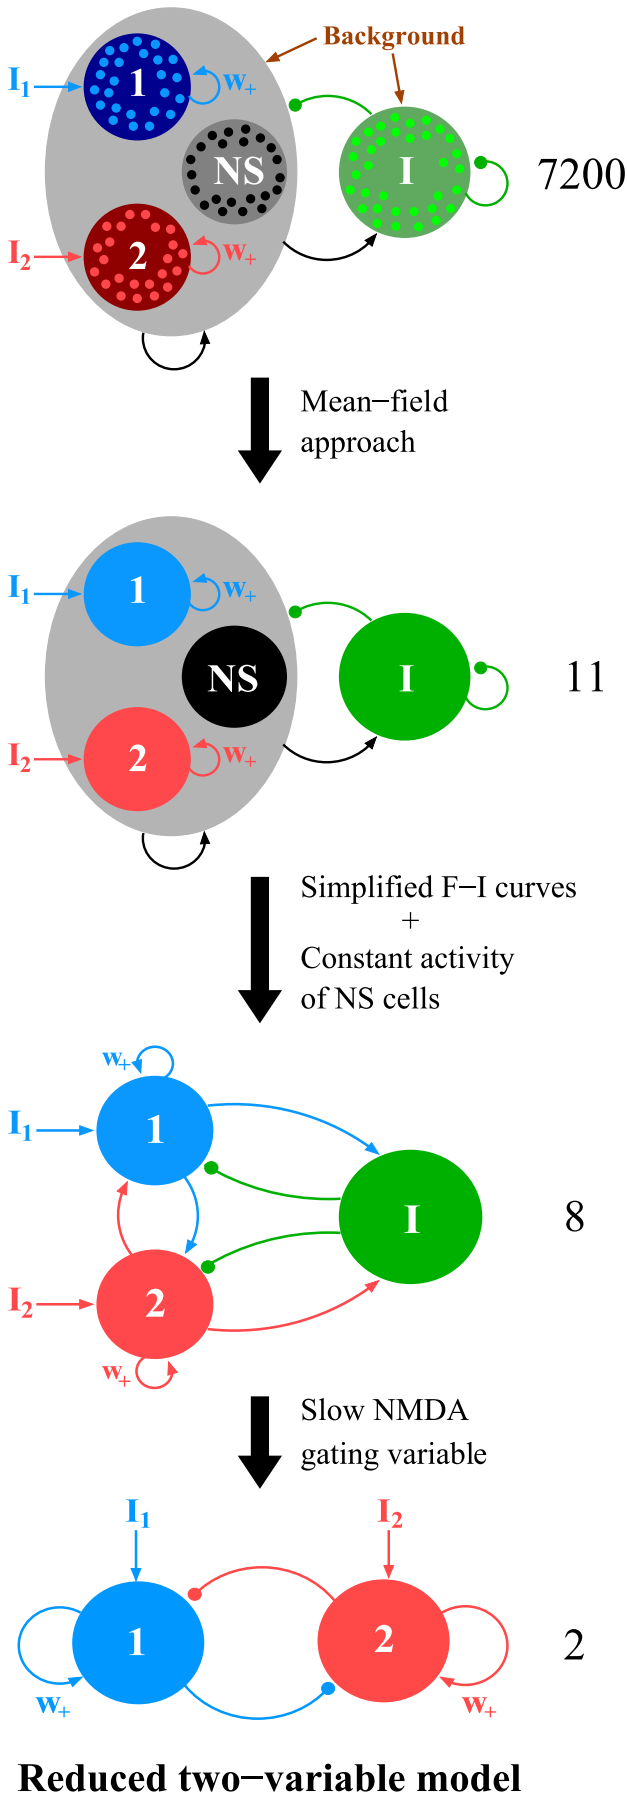 Background
I1
1
w+
NS
I
7200
I2
2
w+
Mean−field
approach
I1
1
w+
NS
I
11
I2
2
w+
Simplified F−I curves
+
Constant activity
of NS cells
w+
I1
1
I
8
I2
2
w+
Slow NMDA
gating variable
I1
I2
1
2
2
w+
w+
Reduced two−variable model